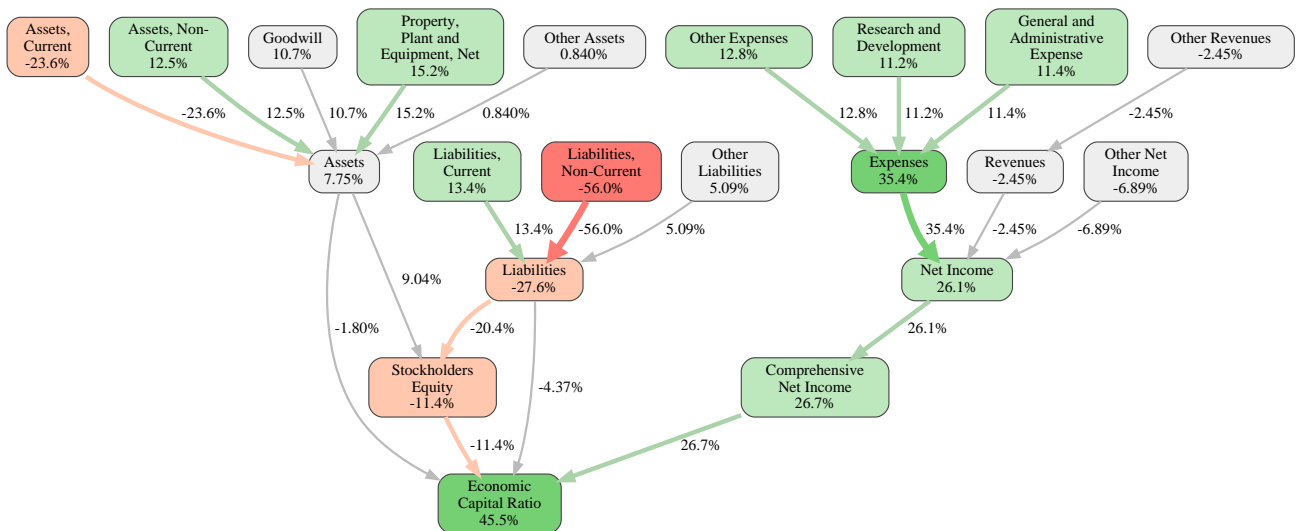 Assets,
Current
-23.6%
Assets, Non-
Current
12.5%
Goodwill
10.7%
Property,
Plant and
Equipment, Net
15.2%
Other Assets
0.840%
Other Expenses
12.8%
Research and
Development
11.2%
General and
Administrative
Expense
11.4%
Other Revenues
-2.45%
-23.6%
12.5%
10.7%
15.2%
0.840%
12.8%
11.2%
11.4%
-2.45%
Assets
7.75%
Liabilities,
Current
13.4%
Liabilities,
Non-Current
-56.0%
Other
Liabilities
5.09%
Expenses
35.4%
Revenues
-2.45%
Other Net
Income
-6.89%
13.4%
-56.0%
5.09%
35.4%
-2.45%
-6.89%
9.04%
Liabilities
-27.6%
Net Income
26.1%
-1.80%
-20.4%
26.1%
Stockholders
Equity
-11.4%
-4.37%
Comprehensive
Net Income
26.7%
-11.4%
26.7%
Economic
Capital Ratio
45.5%